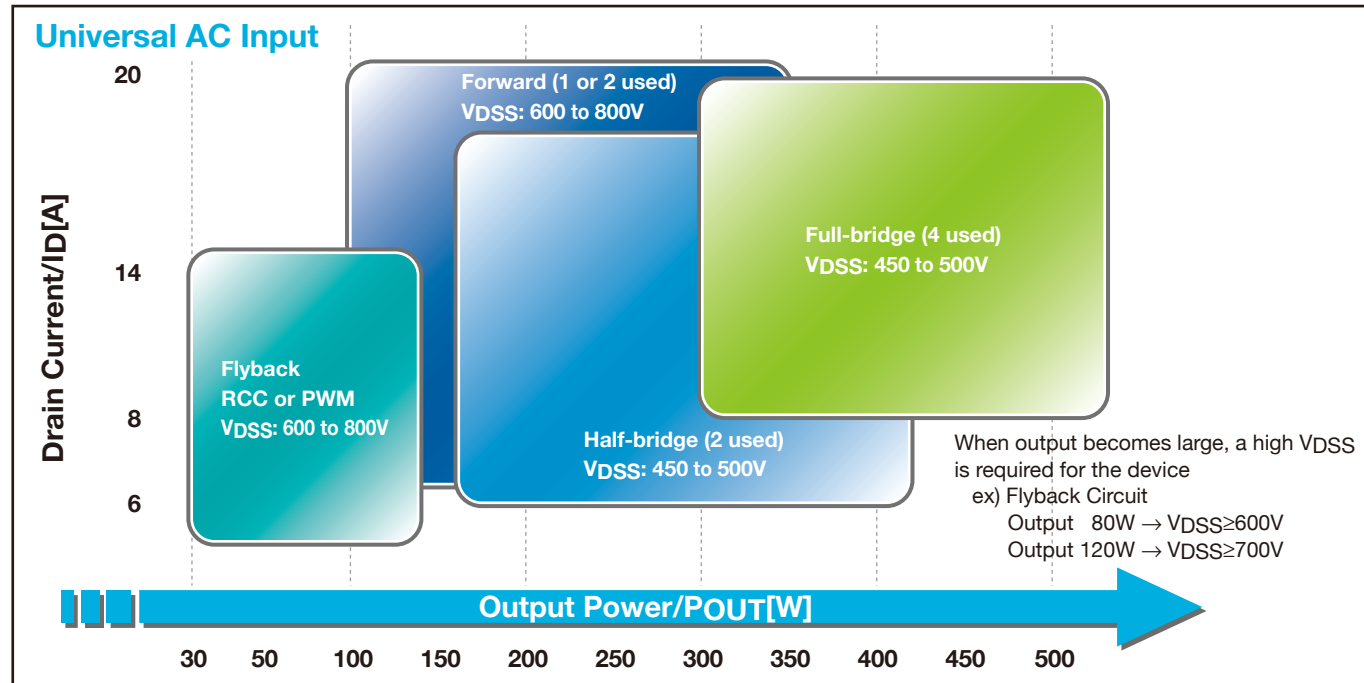 Universal AC Input
20
14
8
6
Drain Current/ID[A]
Forward (1 or 2 used)
VDSS: 600 to 800V
Full-bridge (4 used)
VDSS: 450 to 500V
Flyback
RCC or PWM
VDSS: 600 to 800V
Half-bridge (2 used)
VDSS: 450 to 500V
When output becomes large, a high VDSS
is required for the device
ex) Flyback Circuit
Output 80W → VDSS≥600V
Output 120W → VDSS≥700V
Output Power/POUT[W]
30 50 100 150 200 250 300 350 400 450 500